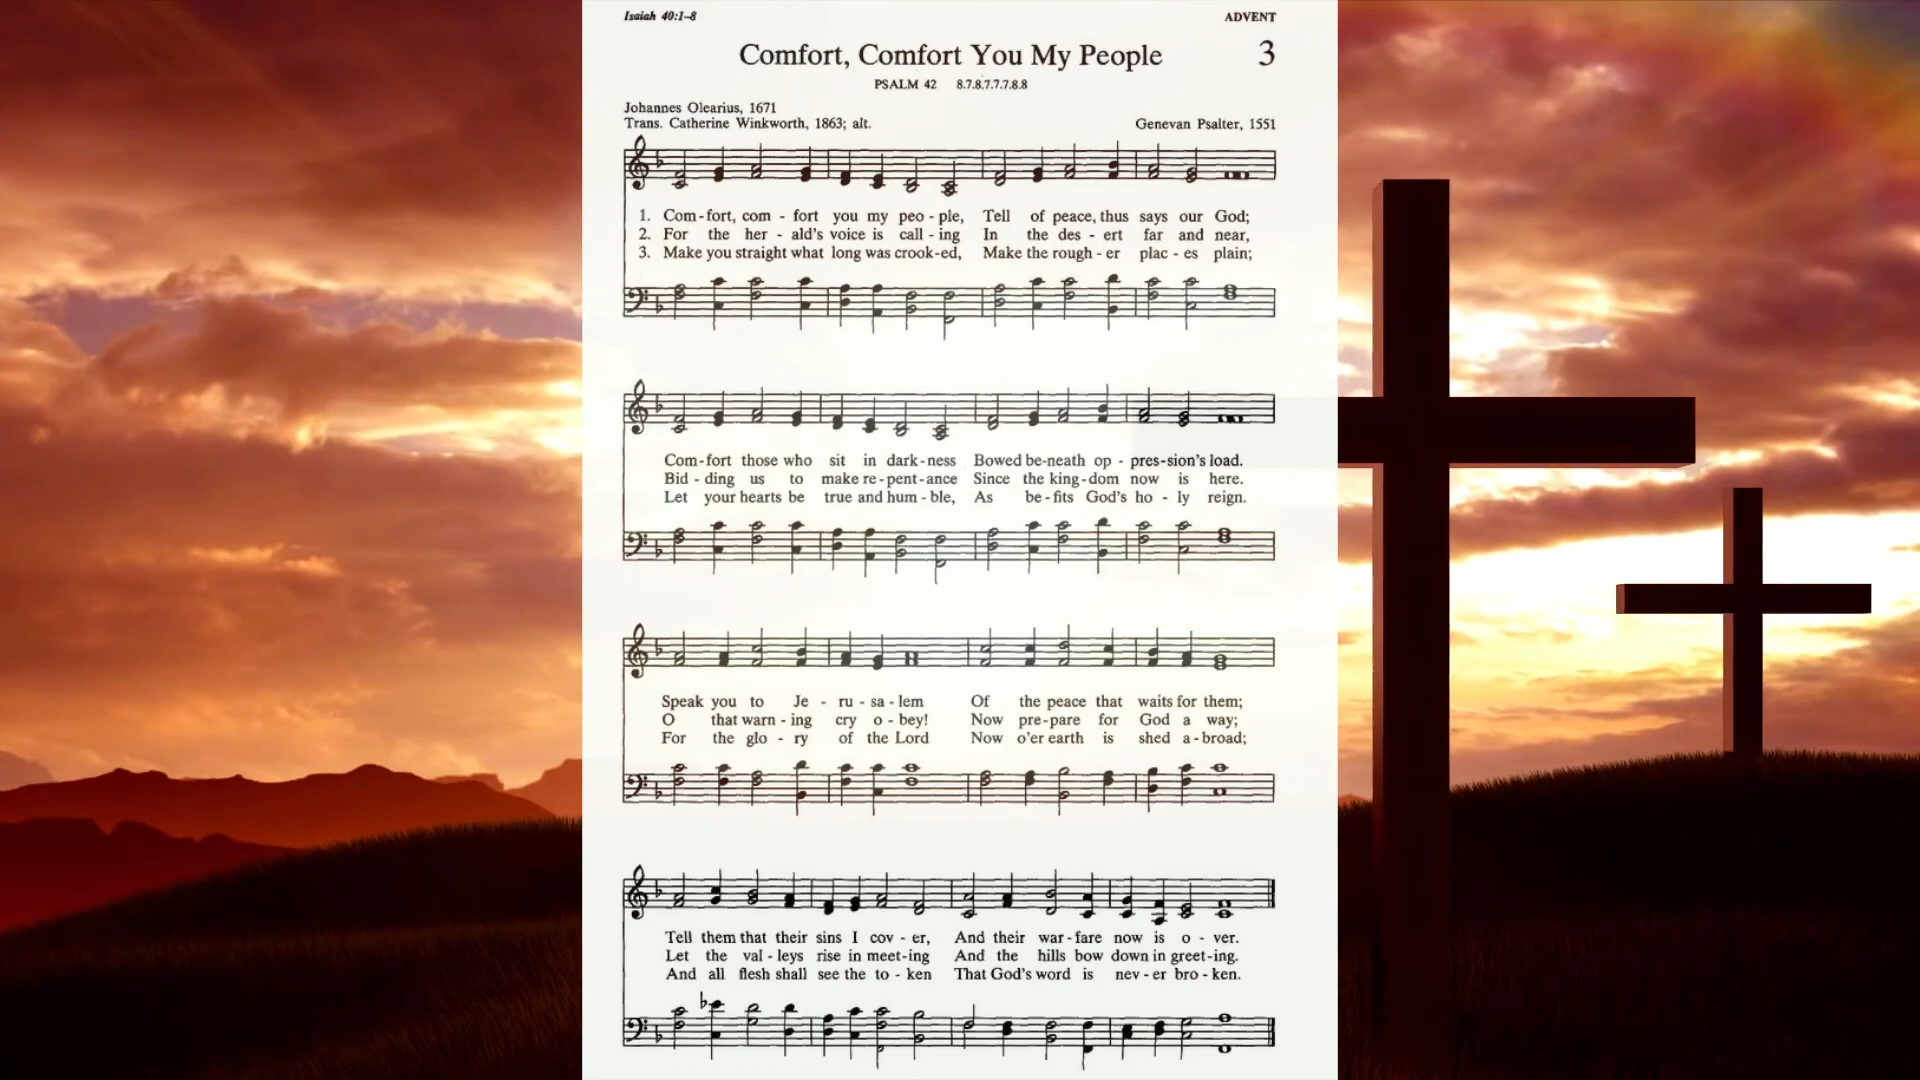 Isaiah 40:1–8 ADVENT
Comfort, Comfort You My People 3
PSALM 42 8.7.8.7.7.7.8.8
Johannes Olearius, 1671
Trans. Catherine Winkworth, 1863; alt. Genevan Psalter, 1551
1. Com-fort, com - fort you my peo - ple, Tell of peace, thus says our God;
2. For the her - ald's voice is call - ing In the des - ert far and near,
3. Make you straight what long was crook-ed, Make the rough - er plac - es plain;
Com-fort those who sit in dark-ness Bowed be-neath op - pres-sion's load.
Bid - ding us to make re-pent-ance Since the king-dom now is here.
Let your hearts be true and hum - ble, As be - fits God's ho - ly reign.
Speak you to Je - ru - sa - lem Of the peace that waits for them;
O that warn - ing cry o - bey! Now pre-pare for God a way;
For the glo - ry of the Lord Now o'er earth is shed a - broad;
Tell them that their sins I cov - er, And their war - fare now is o - ver.
Let the val - leys rise in meet-ing And the hills bow down in greet-ing.
And all flesh shall see the to - ken That God's word is nev - er bro - ken.